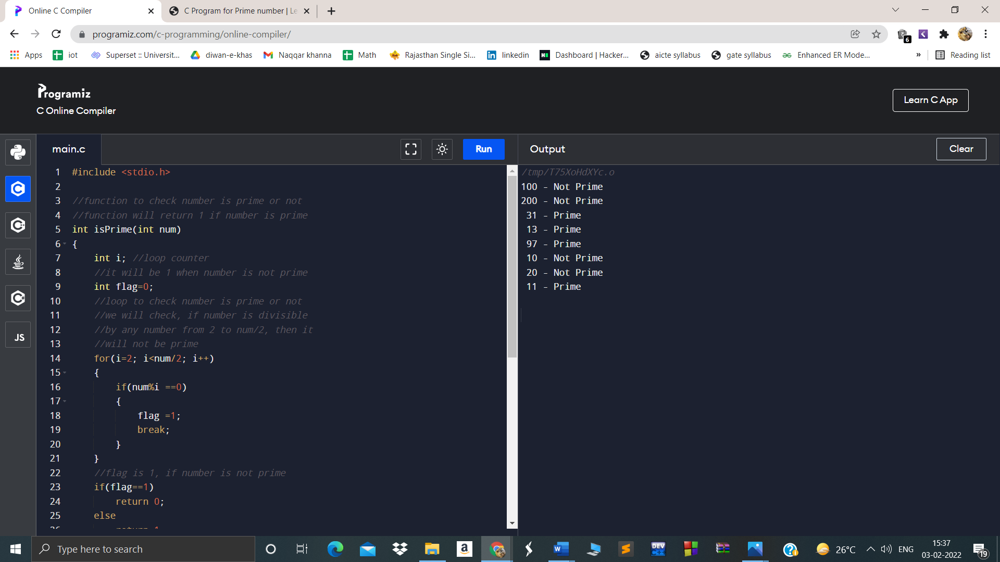 Online C Compiler
C Program for Prime number | Le
programiz.com/c-programming/online-compiler/
6
Apps
iot
Superset :: Universit...
diwan-e-khas
Naqqar khanna
Math
Rajasthan Single Si...
linkedin
Dashboard | Hacker...
aicte syllabus
gate syllabus
Enhanced ER Mode...
»
Reading list
Programiz
C Online Compiler
Learn C App
main.c
Run
Output
Clear
JS
1 #include <stdio.h>
2
3 //function to check number is prime or not
4 //function will return 1 if number is prime
5 int isPrime(int num)
6 {
7 int i; //loop counter
8 //it will be 1 when number is not prime
9 int flag=0;
10 //loop to check number is prime or not
11 //we will check, if number is divisible
12 //by any number from 2 to num/2, then it
13 //will not be prime
14 for(i=2; i<num/2; i++)
15 {
16 if(num%i ==0)
17 {
18 flag =1;
19 break;
20 }
21 }
22 //flag is 1, if number is not prime
23 if(flag==1)
24 return 0;
25 else
/tmp/T75XoHdXYc.o
100 - Not Prime
200 - Not Prime
31 - Prime
13 - Prime
97 - Prime
10 - Not Prime
20 - Not Prime
11 - Prime
Type here to search
DEV
C++
26°C
ENG
15:37
03-02-2022
19